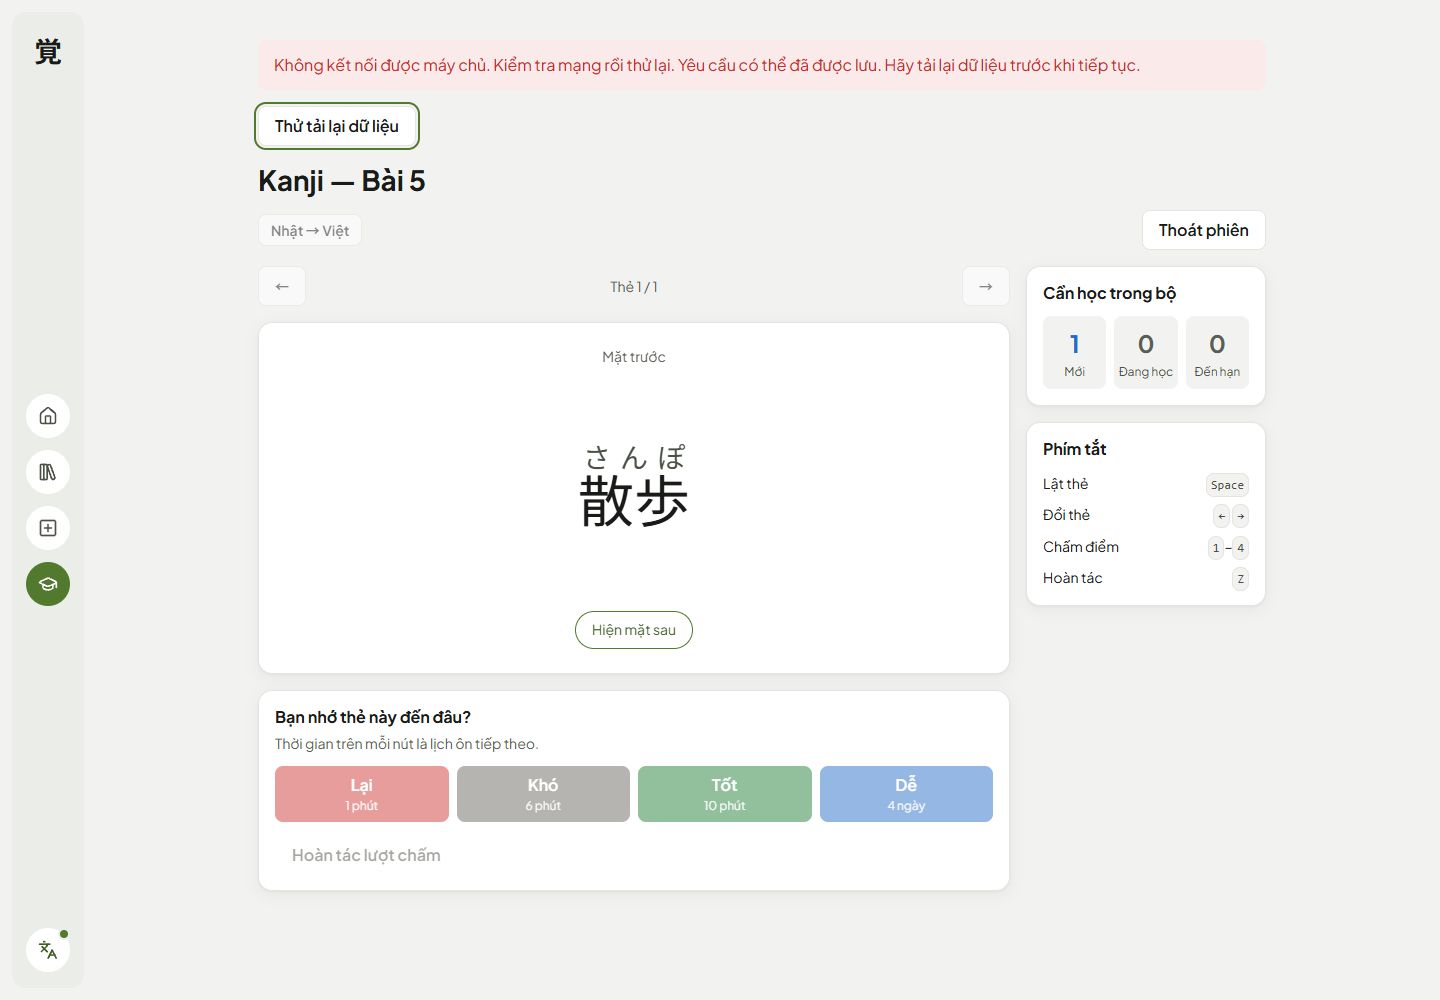 覚
Không kết nối được máy chủ. Kiểm tra mạng rồi thử lại. Yêu cầu có thể đã được lưu. Hãy tải lại dữ liệu trước khi tiếp tục.
Thử tải lại dữ liệu
Kanji — Bài 5
Nhật → Việt
Thoát phiên
←
Thẻ 1 / 1
→
Mặt trước
さんぽ
散歩
Hiện mặt sau
Bạn nhớ thẻ này đến đâu?
Thời gian trên mỗi nút là lịch ôn tiếp theo.
Lại
1 phút
Khó
6 phút
Tốt
10 phút
Dễ
4 ngày
Hoàn tác lượt chấm
Cần học trong bộ
1
Mới
0
Đang học
0
Đến hạn
Phím tắt
Lật thẻ Space
Đổi thẻ ← →
Chấm điểm 1 – 4
Hoàn tác Z